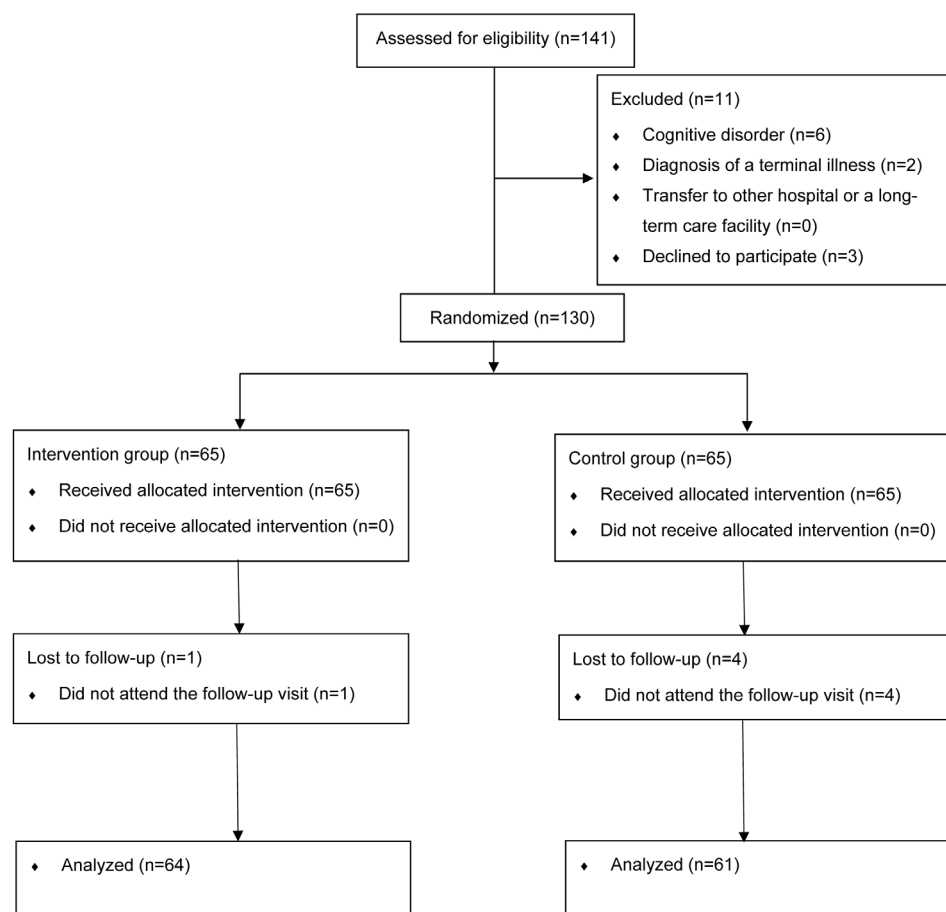 Assessed for eligibility (n=141)
Excluded (n=11)
♦ Cognitive disorder (n=6)
♦ Diagnosis of a terminal illness (n=2)
♦ Transfer to other hospital or a long-
term care facility (n=0)
♦ Declined to participate (n=3)
Randomized (n=130)
Intervention group (n=65)
♦ Received allocated intervention (n=65)
♦ Did not receive allocated intervention (n=0)
Control group (n=65)
♦ Received allocated intervention (n=65)
♦ Did not receive allocated intervention (n=0)
Lost to follow-up (n=1)
♦ Did not attend the follow-up visit (n=1)
Lost to follow-up (n=4)
♦ Did not attend the follow-up visit (n=4)
♦ Analyzed (n=64)
♦ Analyzed (n=61)